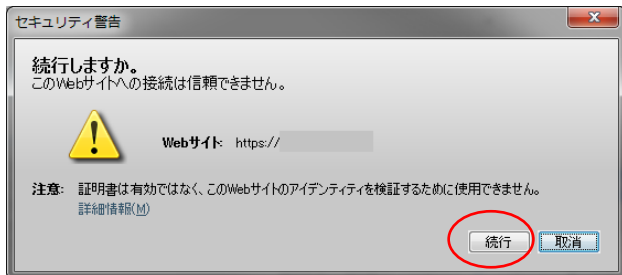 セキュリティ警告
続行しますか。
このWebサイトへの接続は信頼できません。
Webサイト: https://
注意: 証明書は有効ではなく、このWebサイトのアイデンティティを検証するために使用できません。
詳細情報(M)
続行 取消